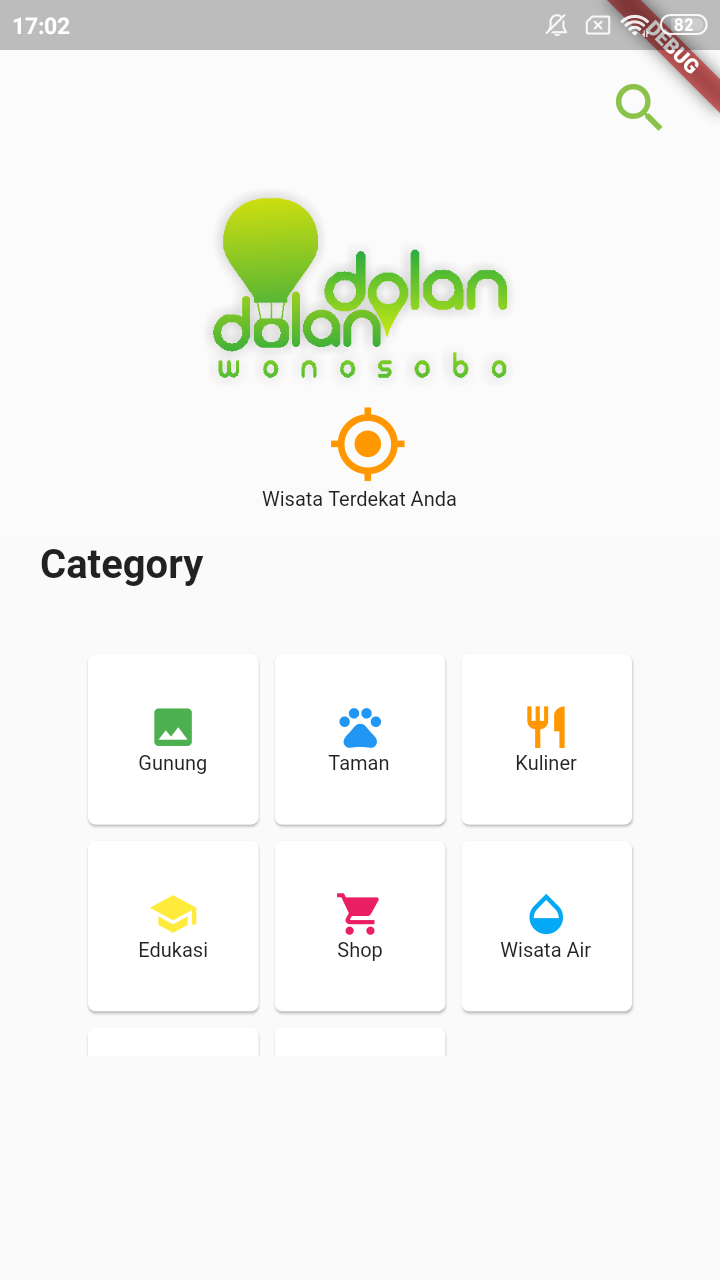 17:02
82
DEBUG
dolan
dolan
wonosobo
Wisata Terdekat Anda
Category
Gunung
Taman
Kuliner
Edukasi
Shop
Wisata Air